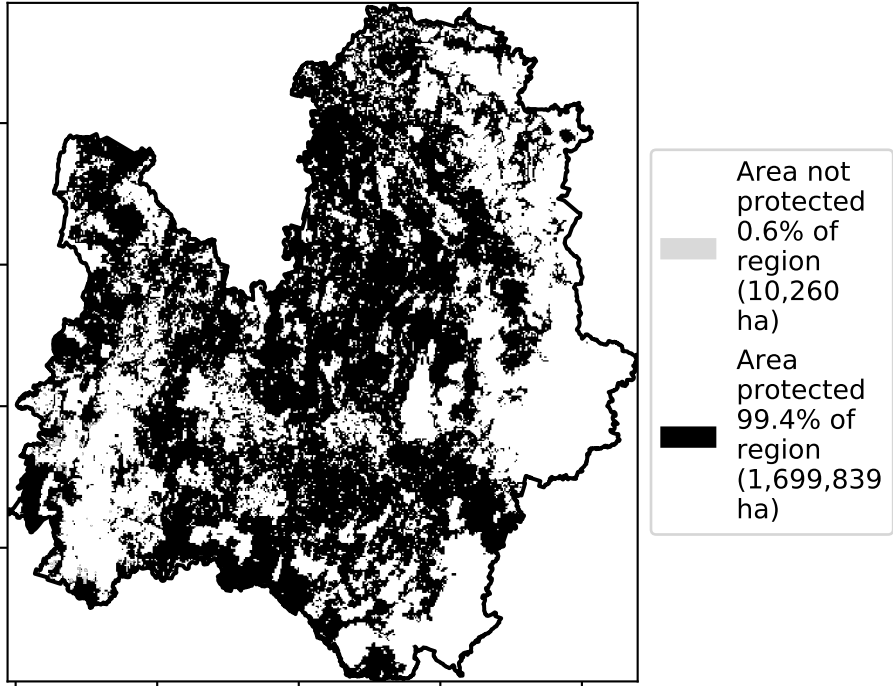 Area not
protected
0.6% of
region
(10,260
ha)
Area
protected
99.4% of
region
(1,699,839
ha)